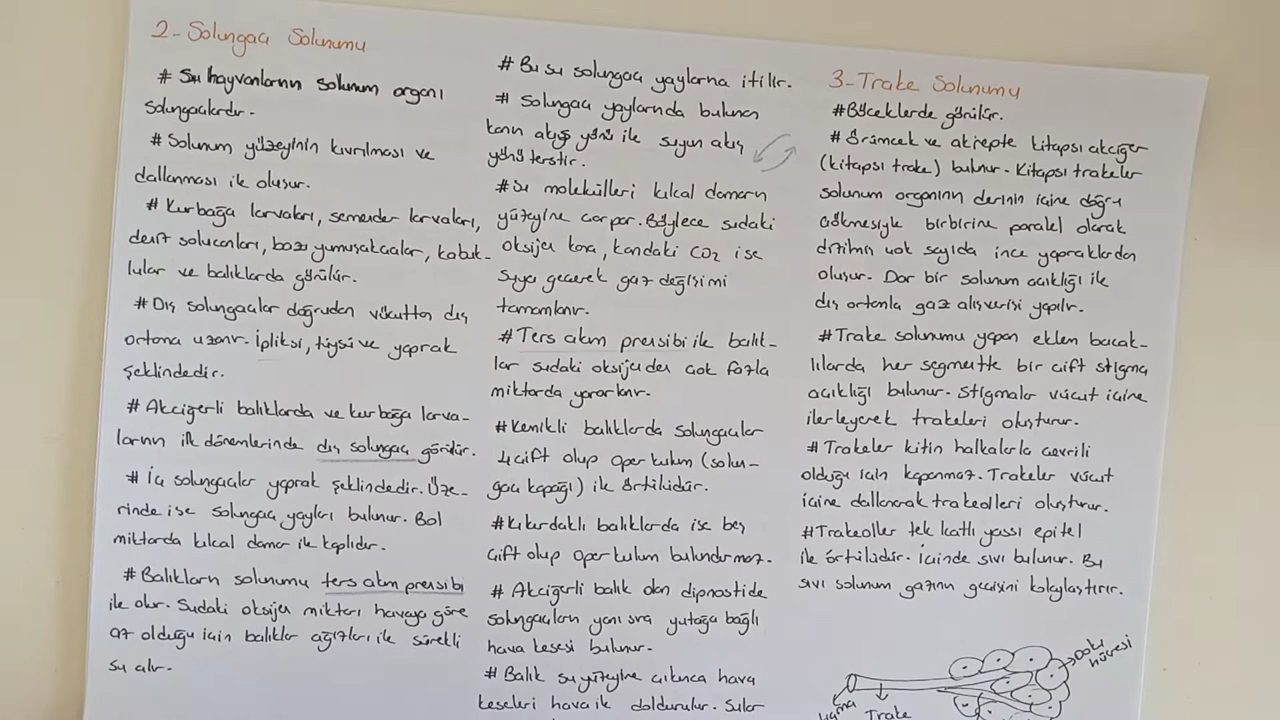 2- Solungaç Solunumu
# Su hayvanlarının solunum organı
solungaçlardır.
# Solunum yüzeyinin kıvrılması ve
dallanması ile oluşur.
# Kurbağa larvaları, semender larvaları,
deniz solucanları, bazı yumuşakçalar, kabuk-
lular ve balıklarda görülür.
# Dış solungaçlar doğrudan vücuttan dış
ortama uzanır. İpliksi, tüysü ve yaprak
şeklindedir.
# Akciğerli balıklarda ve kurbağa larva-
larının ilk dönemlerinde dış solungaç görülür.
# İç solungaçlar yaprak şeklindedir. Üze-
rinde ise solungaç yayları bulunur. Bol
miktarda kılcal damar ile kaplıdır.
# Balıkların solunumu ters akım prensibi
ile olur. Sudaki oksijen miktarı havaya göre
az olduğu için balıklar ağızları ile sürekli
su alır.
# Bu su solungaç yaylarına itilir.
# Solungaç yaylarında bulunan
kanın akış yönü ile suyun akış
yönü terstir.
# Su molekülleri kılcal damarın
yüzeyine çarpar. Böylece sudaki
oksijen kana, kandaki CO2 ise
suya geçerek gaz değişimi
tamamlanır.
# Ters akım prensibi ile balık-
lar sudaki oksijenden çok fazla
miktarda yararlanır.
# Kemikli balıklarda solungaçlar
4 çift olup operkulum (solun-
gaç kapağı) ile örtülüdür.
# Kıkırdaklı balıklarda ise beş
çift olup operkulum bulundurmaz.
# Akciğerli balık olan dipnostide
solungaçların yanı sıra yutağa bağlı
hava kesesi bulunur.
# Balık su yüzeyine çıkınca hava
keseleri hava ile doldurulur. Sular
3- Trake Solunumu
# Böceklerde görülür.
# Örümcek ve akrepte kitapsı akciğer
(kitapsı trake) bulunur. Kitapsı trakeler
solunum organının derinin içine doğru
çökmesiyle birbirine paralel olarak
dizilmiş çok sayıda ince yapraklardan
oluşur. Dar bir solunum açıklığı ile
dış ortamla gaz alışverişi yapılır.
# Trake solunumu yapan eklem bacak-
lılarda her segmentte bir çift stigma
açıklığı bulunur. Stigmalar vücut içine
ilerleyerek trakeleri oluşturur.
# Trakeler kitin halkalarla çevrili
olduğu için kapanmaz. Trakeler vücut
içine dallanarak trakeolleri oluşturur.
# Trakeoller tek katlı yassı epitel
ile örtülüdür. İçinde sıvı bulunur. Bu
sıvı solunum gazının geçişini kolaylaştırır.
Doku
hücresi
Trake